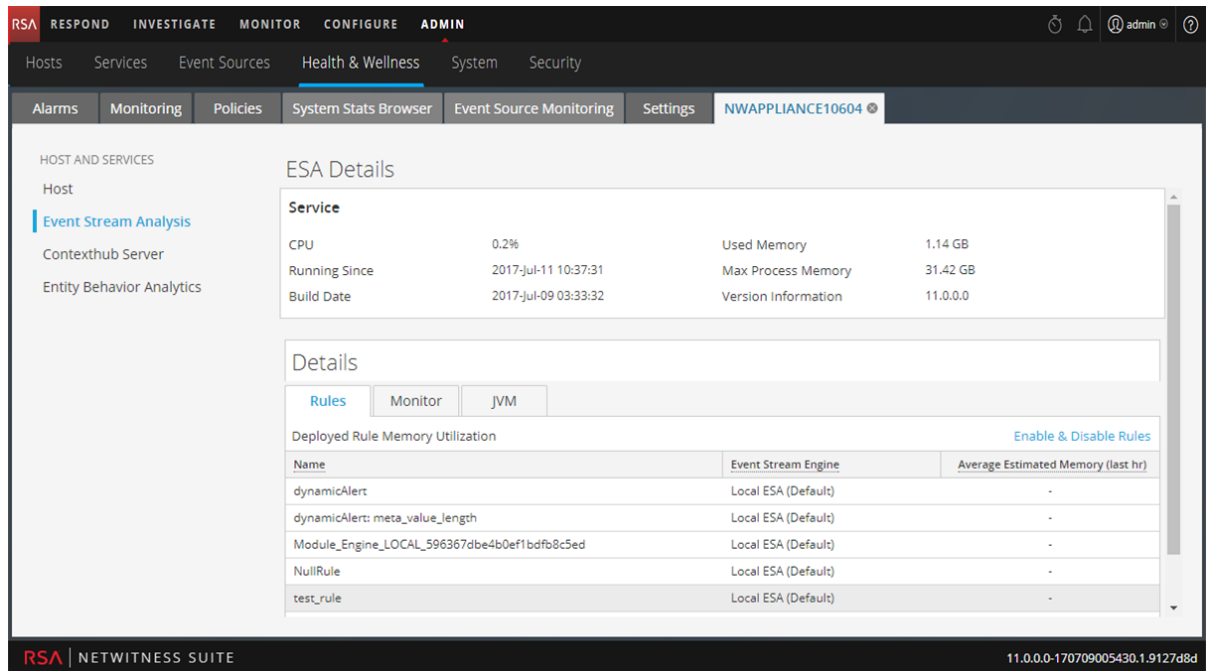 RSA RESPOND INVESTIGATE MONITOR CONFIGURE ADMIN admin ?
Hosts Services Event Sources Health & Wellness System Security
Alarms Monitoring Policies System Stats Browser Event Source Monitoring Settings NWAPPLIANCE10604
HOST AND SERVICES
Host
Event Stream Analysis
Contexthub Server
Entity Behavior Analytics
ESA Details
Service
CPU 0.2% Used Memory 1.14 GB
Running Since 2017-Jul-11 10:37:31 Max Process Memory 31.42 GB
Build Date 2017-Jul-09 03:33:32 Version Information 11.0.0.0
Details
Rules Monitor JVM
Deployed Rule Memory Utilization Enable & Disable Rules
Name Event Stream Engine Average Estimated Memory (last hr)
dynamicAlert Local ESA (Default) -
dynamicAlert: meta_value_length Local ESA (Default) -
Module_Engine_LOCAL_596367dbe4b0ef1bdfb8c5ed Local ESA (Default) -
NullRule Local ESA (Default) -
test_rule Local ESA (Default) -
RSA NETWITNESS SUITE 11.0.0.0-170709005430.1.9127d8d